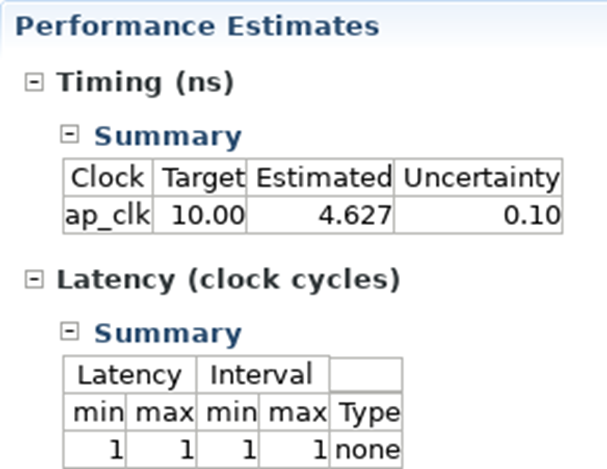 Performance Estimates
Timing (ns)
Summary
Clock Target Estimated Uncertainty
ap_clk 10.00 4.627 0.10
Latency (clock cycles)
Summary
Latency Interval
min max min max Type
1 1 1 1 none